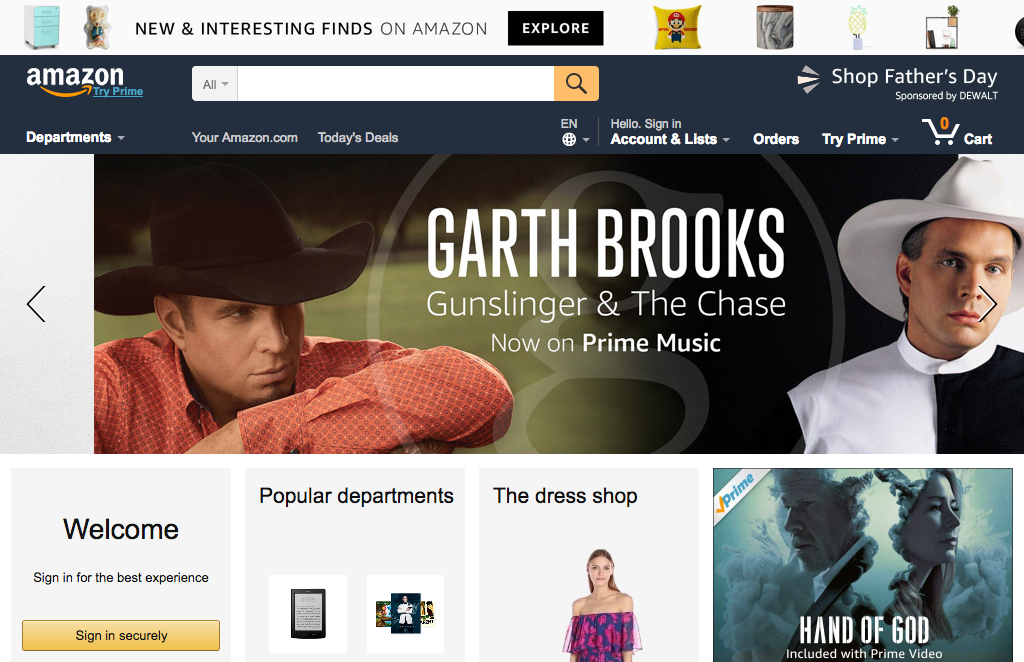 NEW & INTERESTING FINDS ON AMAZON
EXPLORE
amazon
Try Prime
All
Shop Father's Day
Sponsored by DEWALT
Departments
Your Amazon.com
Today's Deals
EN
Hello. Sign in
Account & Lists
Orders
Try Prime
0
Cart
GARTH BROOKS
Gunslinger & The Chase
Now on Prime Music
Welcome
Sign in for the best experience
Sign in securely
Popular departments
The dress shop
Prime
HAND OF GOD
Included with Prime Video